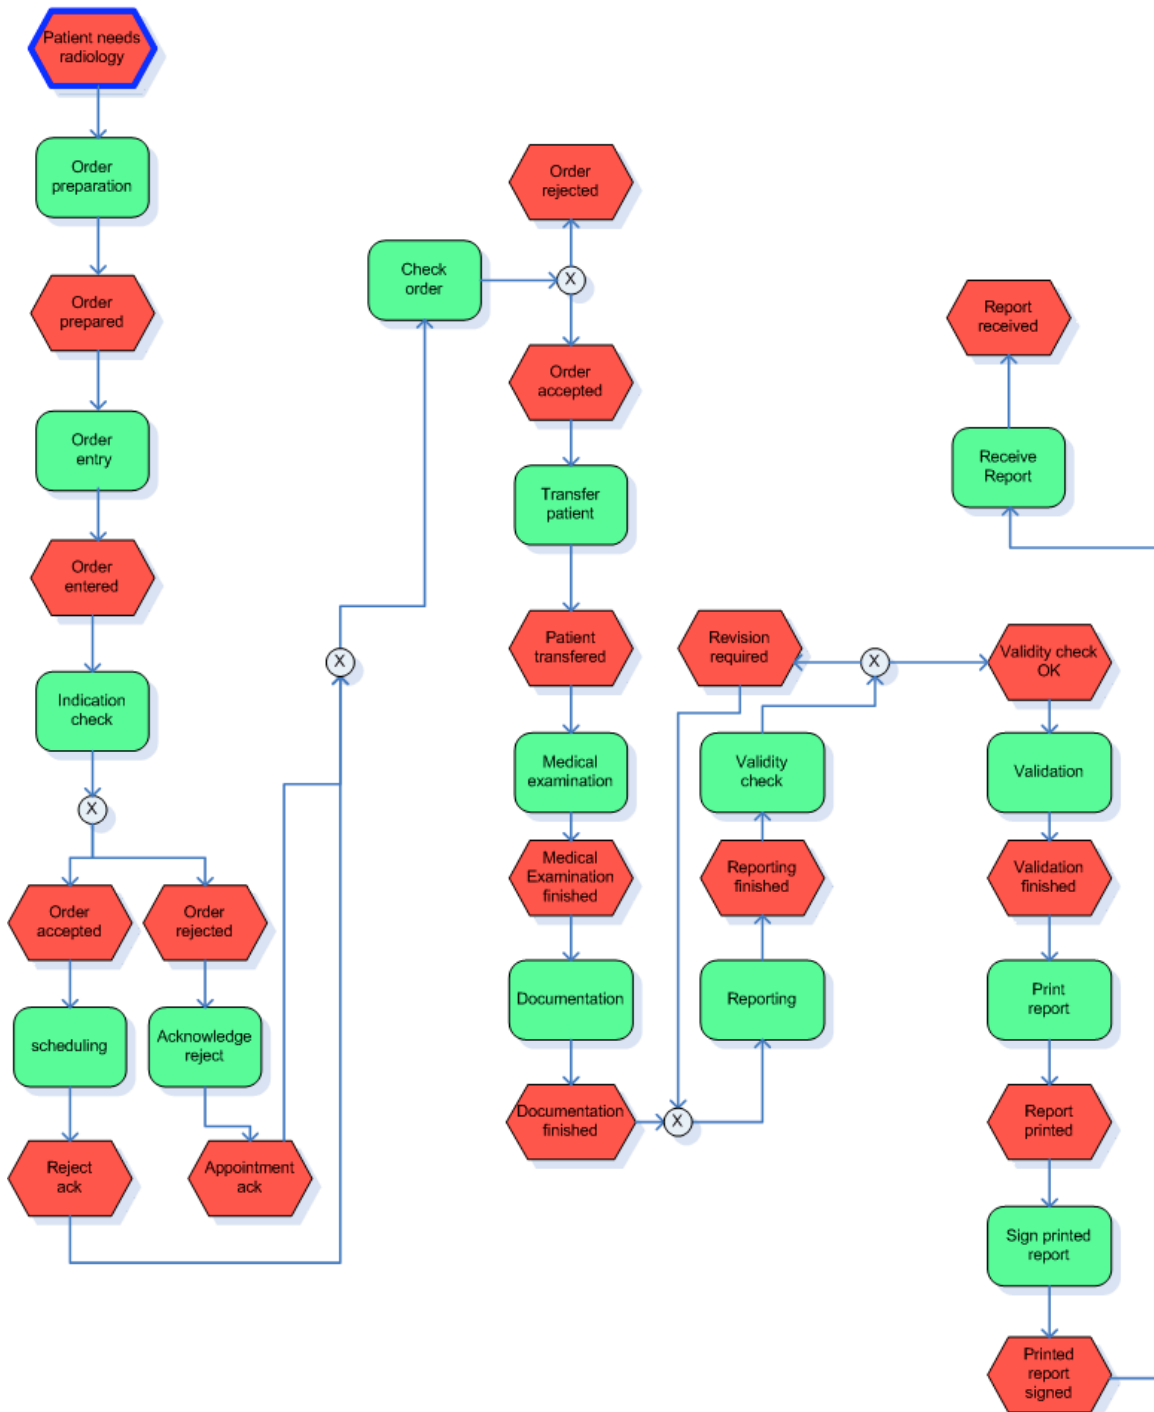 Patient needs
radiology
Order
preparation
Order
prepared
Order
entry
Order
entered
Indication
check
X
Order
accepted
Order
rejected
scheduling
Acknowledge
reject
Reject
ack
Appointment
ack
X
Check
order
X
Order
rejected
Order
accepted
Transfer
patient
Patient
transfered
Medical
examination
Medical
Examination
finished
Documentation
Documentation
finished
X
Reporting
Reporting
finished
Validity
check
X
Revision
required
Validity check
OK
Validation
Validation
finished
Print
report
Report
printed
Sign printed
report
Printed
report
signed
Receive
Report
Report
received